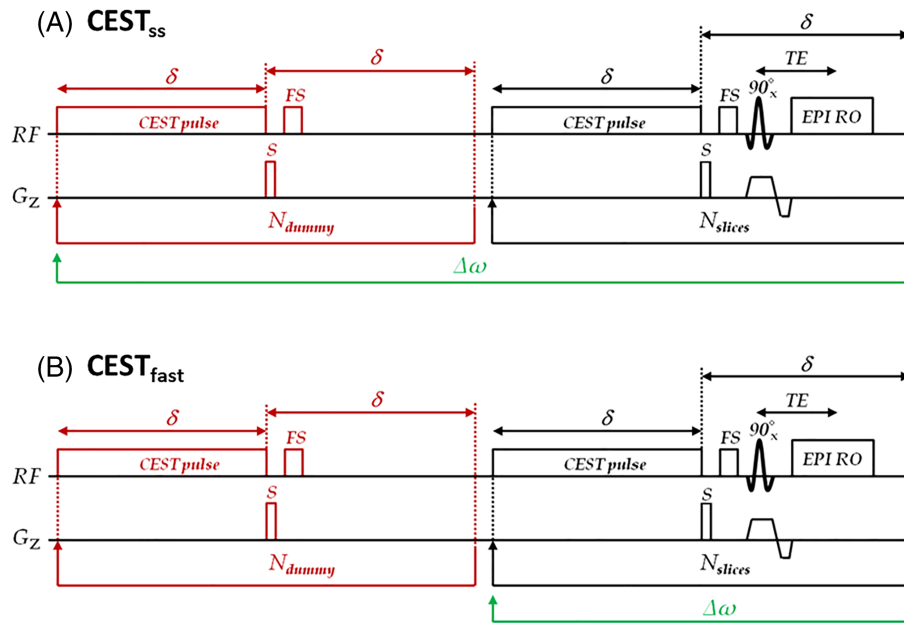 (A) CESTss
δ
δ TE
δ FS δ FS 90°x
CEST pulse CEST pulse EPI RO
RF
S S
GZ
Ndummy Nslices
Δω
(B) CESTfast
δ
δ TE
δ FS δ FS 90°x
CEST pulse CEST pulse EPI RO
RF
S S
GZ
Ndummy Nslices
Δω